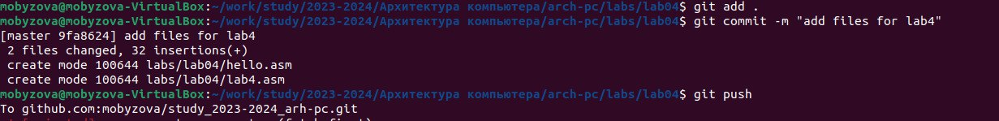 mobyzova@mobyzova-VirtualBox:~/work/study/2023-2024/Архитектура компьютера/arch-pc/labs/lab04$ git add .
mobyzova@mobyzova-VirtualBox:~/work/study/2023-2024/Архитектура компьютера/arch-pc/labs/lab04$ git commit -m "add files for lab4"
[master 9fa8624] add files for lab4
 2 files changed, 32 insertions(+)
 create mode 100644 labs/lab04/hello.asm
 create mode 100644 labs/lab04/lab4.asm
mobyzova@mobyzova-VirtualBox:~/work/study/2023-2024/Архитектура компьютера/arch-pc/labs/lab04$ git push
To github.com:mobyzova/study_2023-2024_arh-pc.git